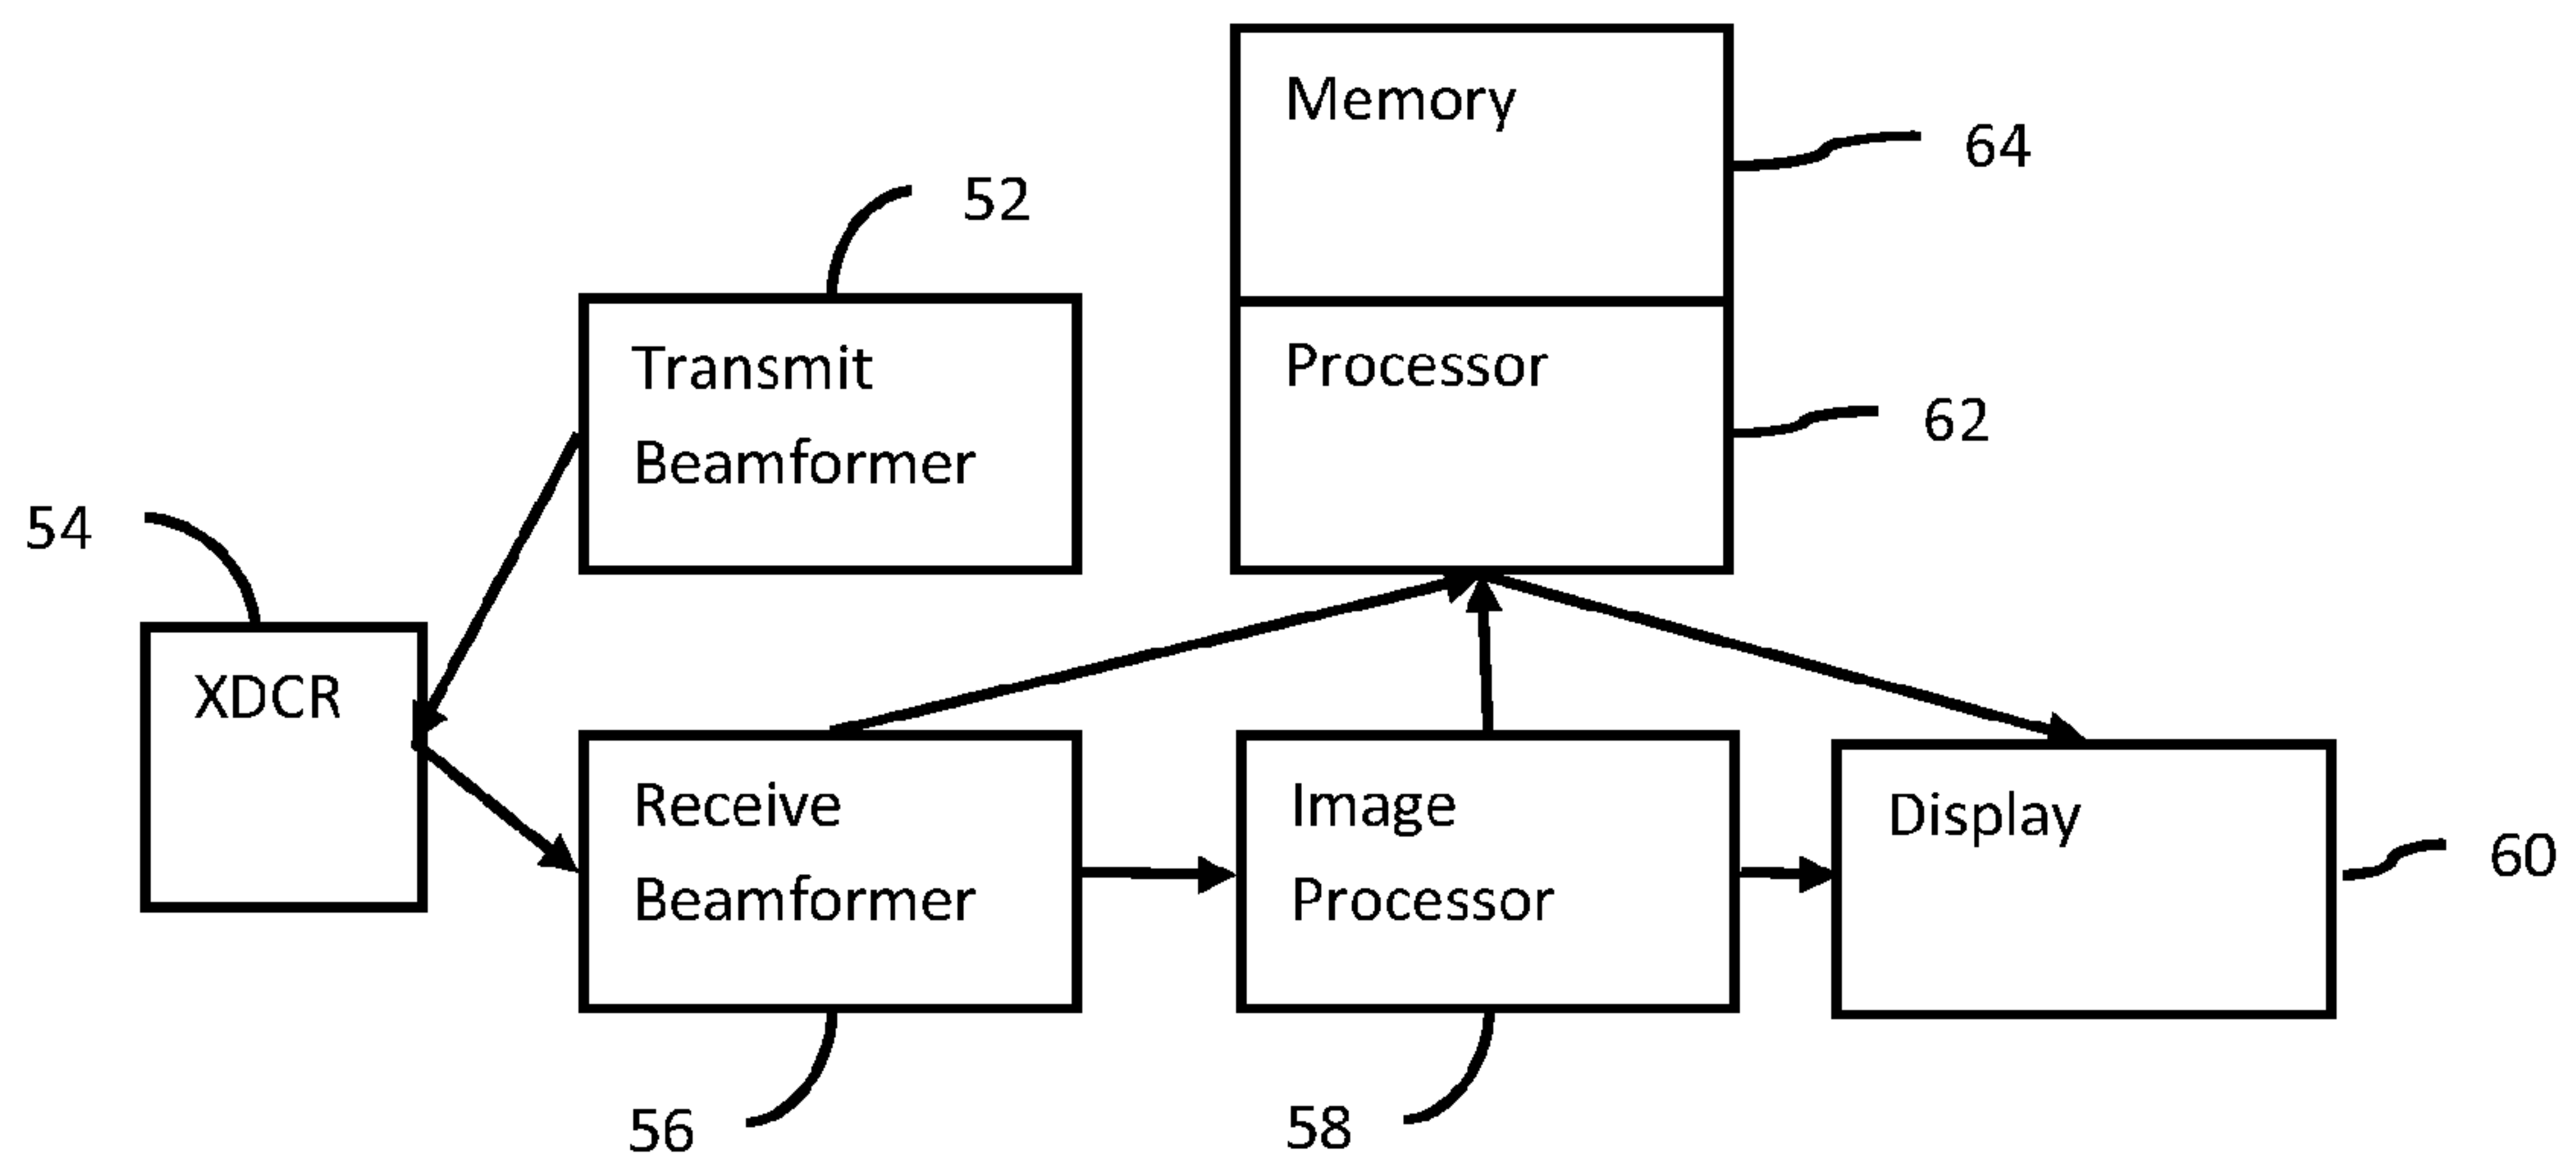 Memory
64
52
Transmit
Beamformer
Processor
62
54
XDCR
Receive
Beamformer
Image
Processor
Display
60
56
58